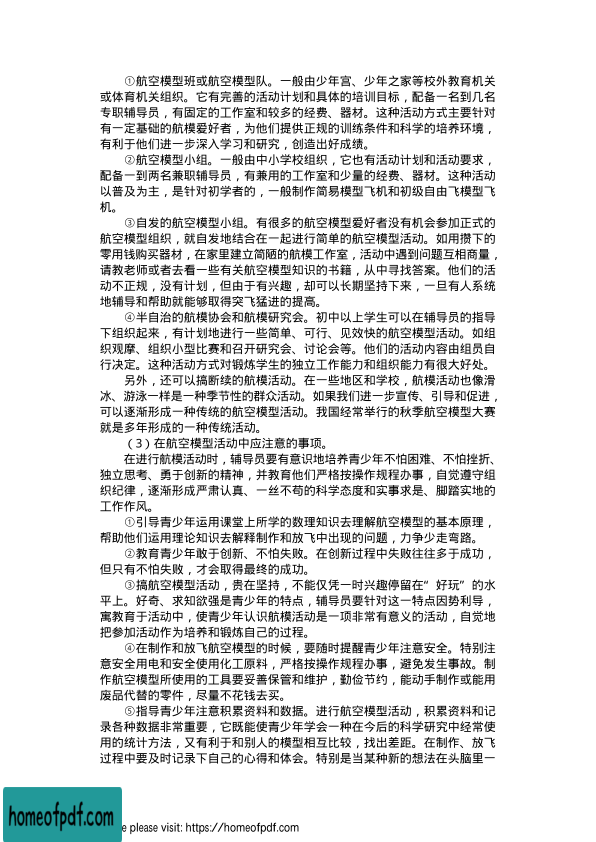 ①航空模型班或航空模型队。一般由少年宫、少年之家等校外教育机关
或体育机关组织。它有完善的活动计划和具体的培训目标，配备一名到几名
专职辅导员，有固定的工作室和较多的经费、器材。这种活动方式主要针对
有一定基础的航模爱好者，为他们提供正规的训练条件和科学的培养环境，
有利于他们进一步深入学习和研究，创造出好成绩。
②航空模型小组。一般由中小学校组织，它也有活动计划和活动要求，
配备一到两名兼职辅导员，有兼用的工作室和少量的经费、器材。这种活动
以普及为主，是针对初学者的，一般制作简易模型飞机和初级自由飞模型飞
机。
③自发的航空模型小组。有很多的航空模型爱好者没有机会参加正式的
航空模型组织，就自发地结合在一起进行简单的航空模型活动。如用攒下的
零用钱购买器材，在家里建立简陋的航模工作室，活动中遇到问题互相商量，
请教老师或者去看一些有关航空模型知识的书籍，从中寻找答案。他们的活
动不正规，没有计划，但由于有兴趣，却可以长期坚持下来，一旦有人系统
地辅导和帮助就能够取得突飞猛进的提高。
④半自治的航模协会和航模研究会。初中以上学生可以在辅导员的指导
下组织起来，有计划地进行一些简单、可行、见效快的航空模型活动。如组
织观摩、组织小型比赛和召开研究会、讨论会等。他们的活动内容由组员自
行决定。这种活动方式对锻炼学生的独立工作能力和组织能力有很大好处。
另外，还可以搞断续的航模活动。在一些地区和学校，航模活动也像滑
冰、游泳一样是一种季节性的群众活动。如果我们进一步宣传、引导和促进，
可以逐渐形成一种传统的航空模型活动。我国经常举行的秋季航空模型大赛
就是多年形成的一种传统活动。
（3）在航空模型活动中应注意的事项。
在进行航模活动时，辅导员要有意识地培养青少年不怕困难、不怕挫折、
独立思考、勇于创新的精神，并教育他们严格按操作规程办事，自觉遵守组
织纪律，逐渐形成严肃认真、一丝不苟的科学态度和实事求是、脚踏实地的
工作作风。
①引导青少年运用课堂上所学的数理知识去理解航空模型的基本原理，
帮助他们运用理论知识去解释制作和放飞中出现的问题，力争少走弯路。
②教育青少年敢于创新、不怕失败。在创新过程中失败往往多于成功，
但只有不怕失败，才会取得最终的成功。
③搞航空模型活动，贵在坚持，不能仅凭一时兴趣停留在“好玩”的水
平上。好奇、求知欲强是青少年的特点，辅导员要针对这一特点因势利导，
寓教育于活动中，使青少年认识航模活动是一项非常有意义的活动，自觉地
把参加活动作为培养和锻炼自己的过程。
④在制作和放飞航空模型的时候，要随时提醒青少年注意安全。特别注
意安全用电和安全使用化工原料，严格按操作规程办事，避免发生事故。制
作航空模型所使用的工具要妥善保管和维护，勤俭节约，能动手制作或能用
废品代替的零件，尽量不花钱去买。
⑤指导青少年注意积累资料和数据。进行航空模型活动，积累资料和记
录各种数据非常重要，它既能使青少年学会一种在今后的科学研究中经常使
用的统计方法，又有利于和别人的模型相互比较，找出差距。在制作、放飞
过程中要及时记录下自己的心得和体会。特别是当某种新的想法在头脑里一
homeofpdf.com
please visit: https://homeofpdf.com